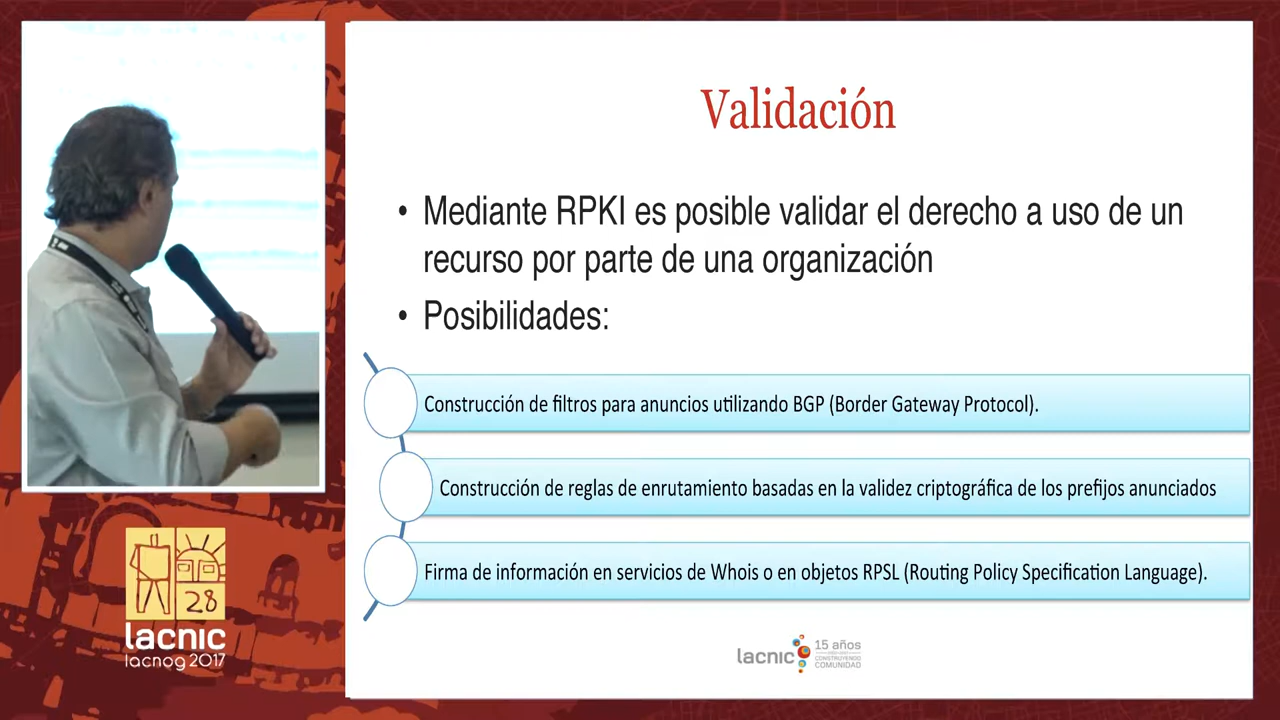 Validación
• Mediante RPKI es posible validar el derecho a uso de un
recurso por parte de una organización
• Posibilidades:
Construcción de filtros para anuncios utilizando BGP (Border Gateway Protocol).
Construcción de reglas de enrutamiento basadas en la validez criptográfica de los prefijos anunciados
Firma de información en servicios de Whois o en objetos RPSL (Routing Policy Specification Language).
28
lacnic
lacnog 2017
lacnic
15 años
CONSTRUYENDO
COMUNIDAD